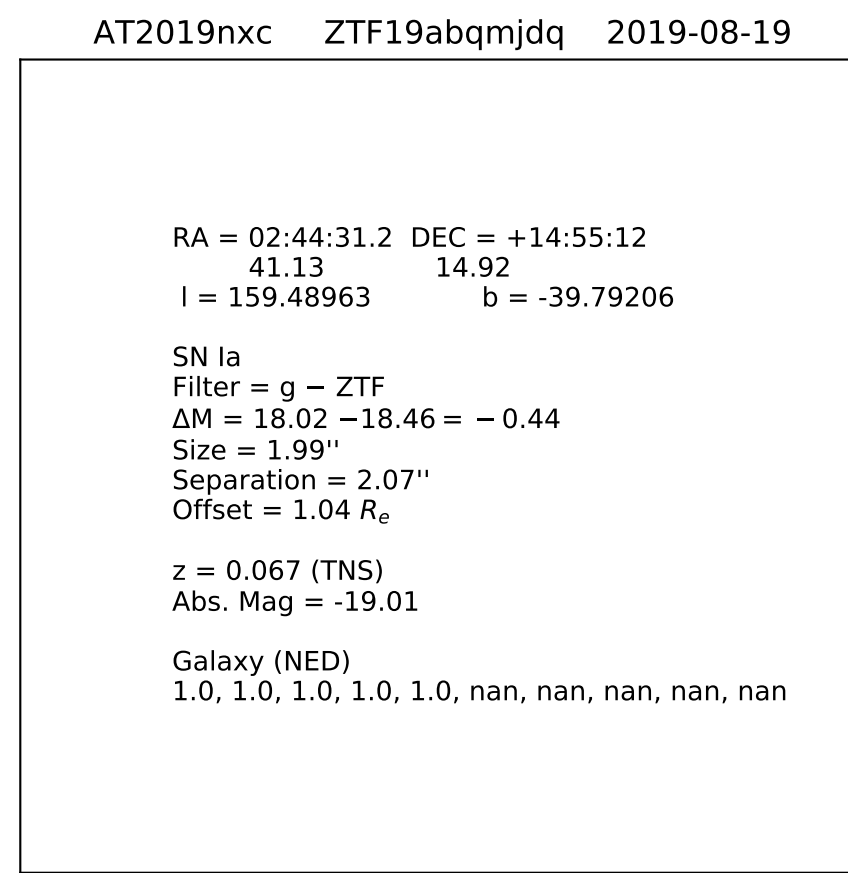 AT2019nxc ZTF19abqmjdq 2019-08-19
RA = 02:44:31.2 DEC = +14:55:12
41.13 14.92
l = 159.48963 b = -39.79206
SN Ia
Filter = g − ZTF
ΔM = 18.02 −18.46 = − 0.44
Size = 1.99''
Separation = 2.07''
Offset = 1.04 Rₑ
z = 0.067 (TNS)
Abs. Mag = -19.01
Galaxy (NED)
1.0, 1.0, 1.0, 1.0, 1.0, nan, nan, nan, nan, nan